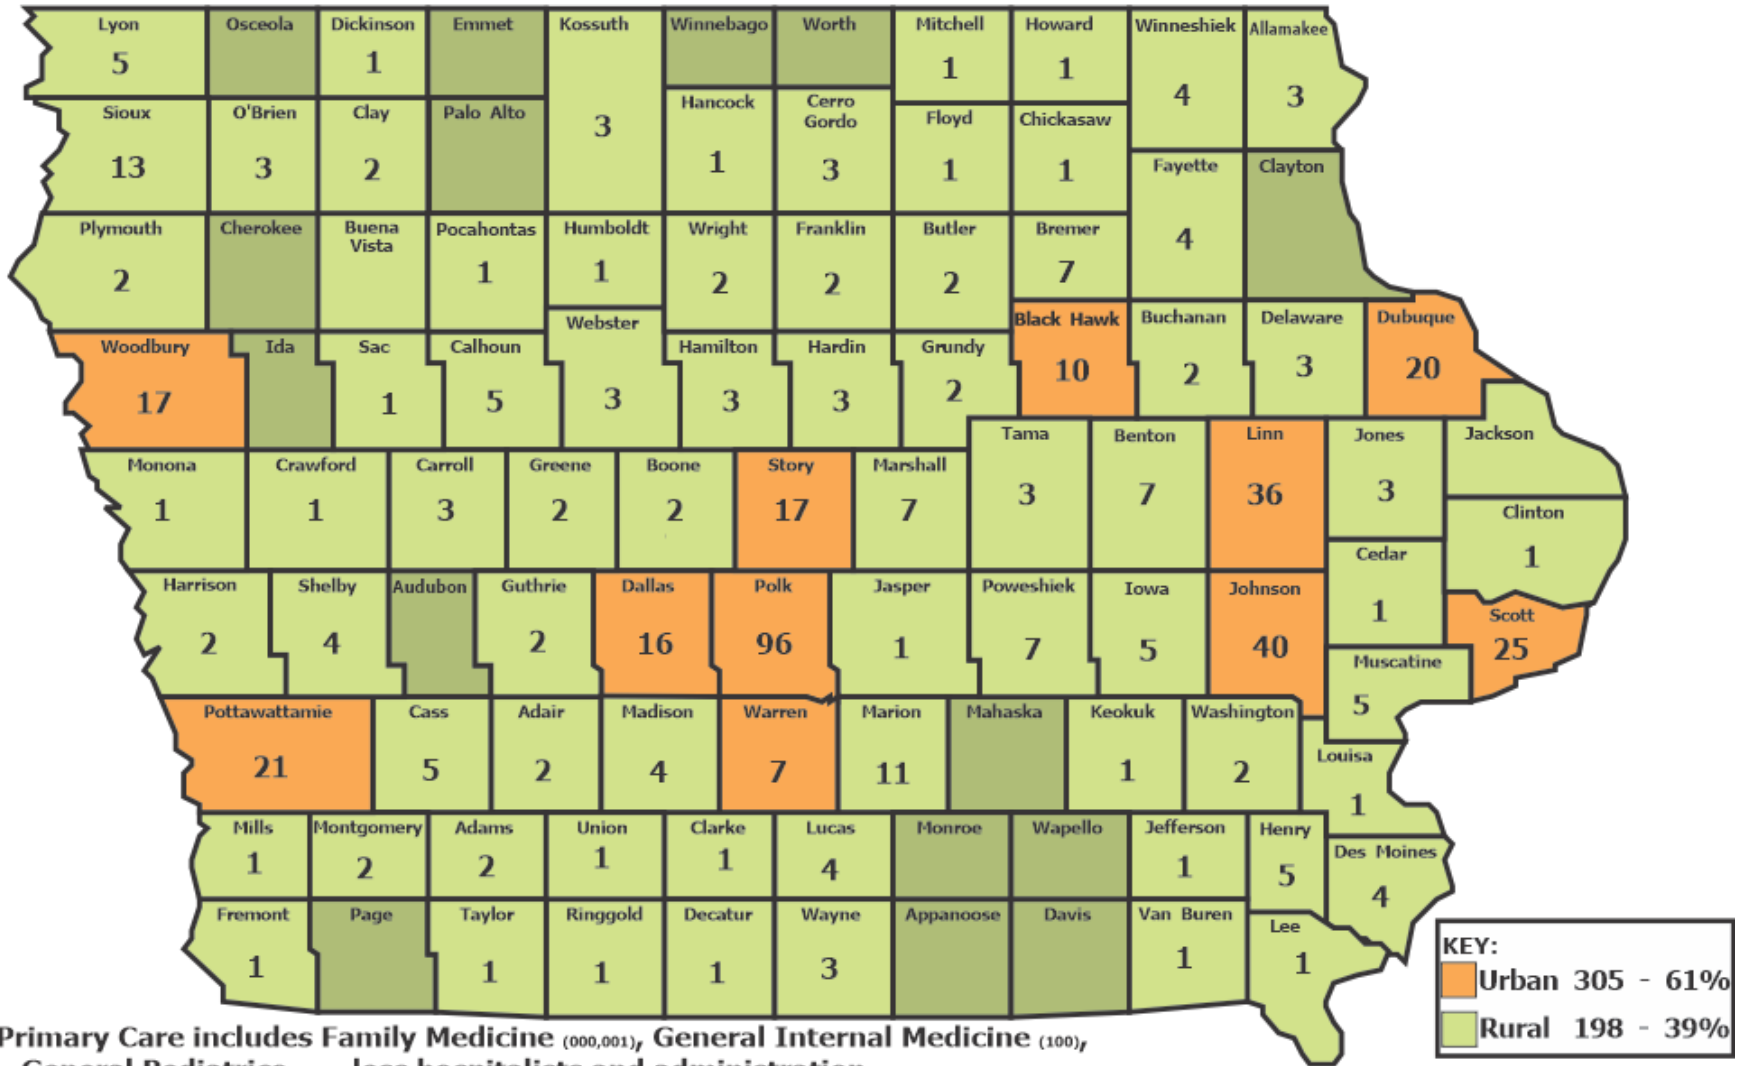 Lyon Osceola Dickinson Emmet Kossuth Winnebago Worth Mitchell Howard Winneshiek Allamakee
5 1 1 1 4 3
Sioux O'Brien Clay Palo Alto Hancock Cerro Gordo Floyd Chickasaw
13 3 2 3 1 3 1 1
Fayette Clayton
4
Plymouth Cherokee Buena Vista Pocahontas Humboldt Wright Franklin Butler Bremer
2 1 1 2 2 2 7
Woodbury Ida Sac Calhoun Webster Hamilton Hardin Grundy Black Hawk Buchanan Delaware Dubuque
17 1 5 3 3 3 2 10 2 3 20
Tama Benton Linn Jones Jackson
3 7 36 3
Monona Crawford Carroll Greene Boone Story Marshall
1 1 3 2 2 17 7
Clinton
1
Cedar
1
Harrison Shelby Audubon Guthrie Dallas Polk Jasper Poweshiek Iowa Johnson Scott
2 4 2 16 96 1 7 5 40 25
Muscatine
5
Pottawattamie Cass Adair Madison Warren Marion Mahaska Keokuk Washington
21 5 2 4 7 11 1 2
Louisa
1
Mills Montgomery Adams Union Clarke Lucas Monroe Wapello Jefferson Henry Des Moines
1 2 2 1 1 4 1 5 4
Fremont Page Taylor Ringgold Decatur Wayne Appanoose Davis Van Buren Lee
1 1 1 1 3 1 1
KEY:
Urban 305 - 61%
Rural 198 - 39%
Primary Care includes Family Medicine (000,001), General Internal Medicine (100),
General Pediatrics less hospitalists and administration